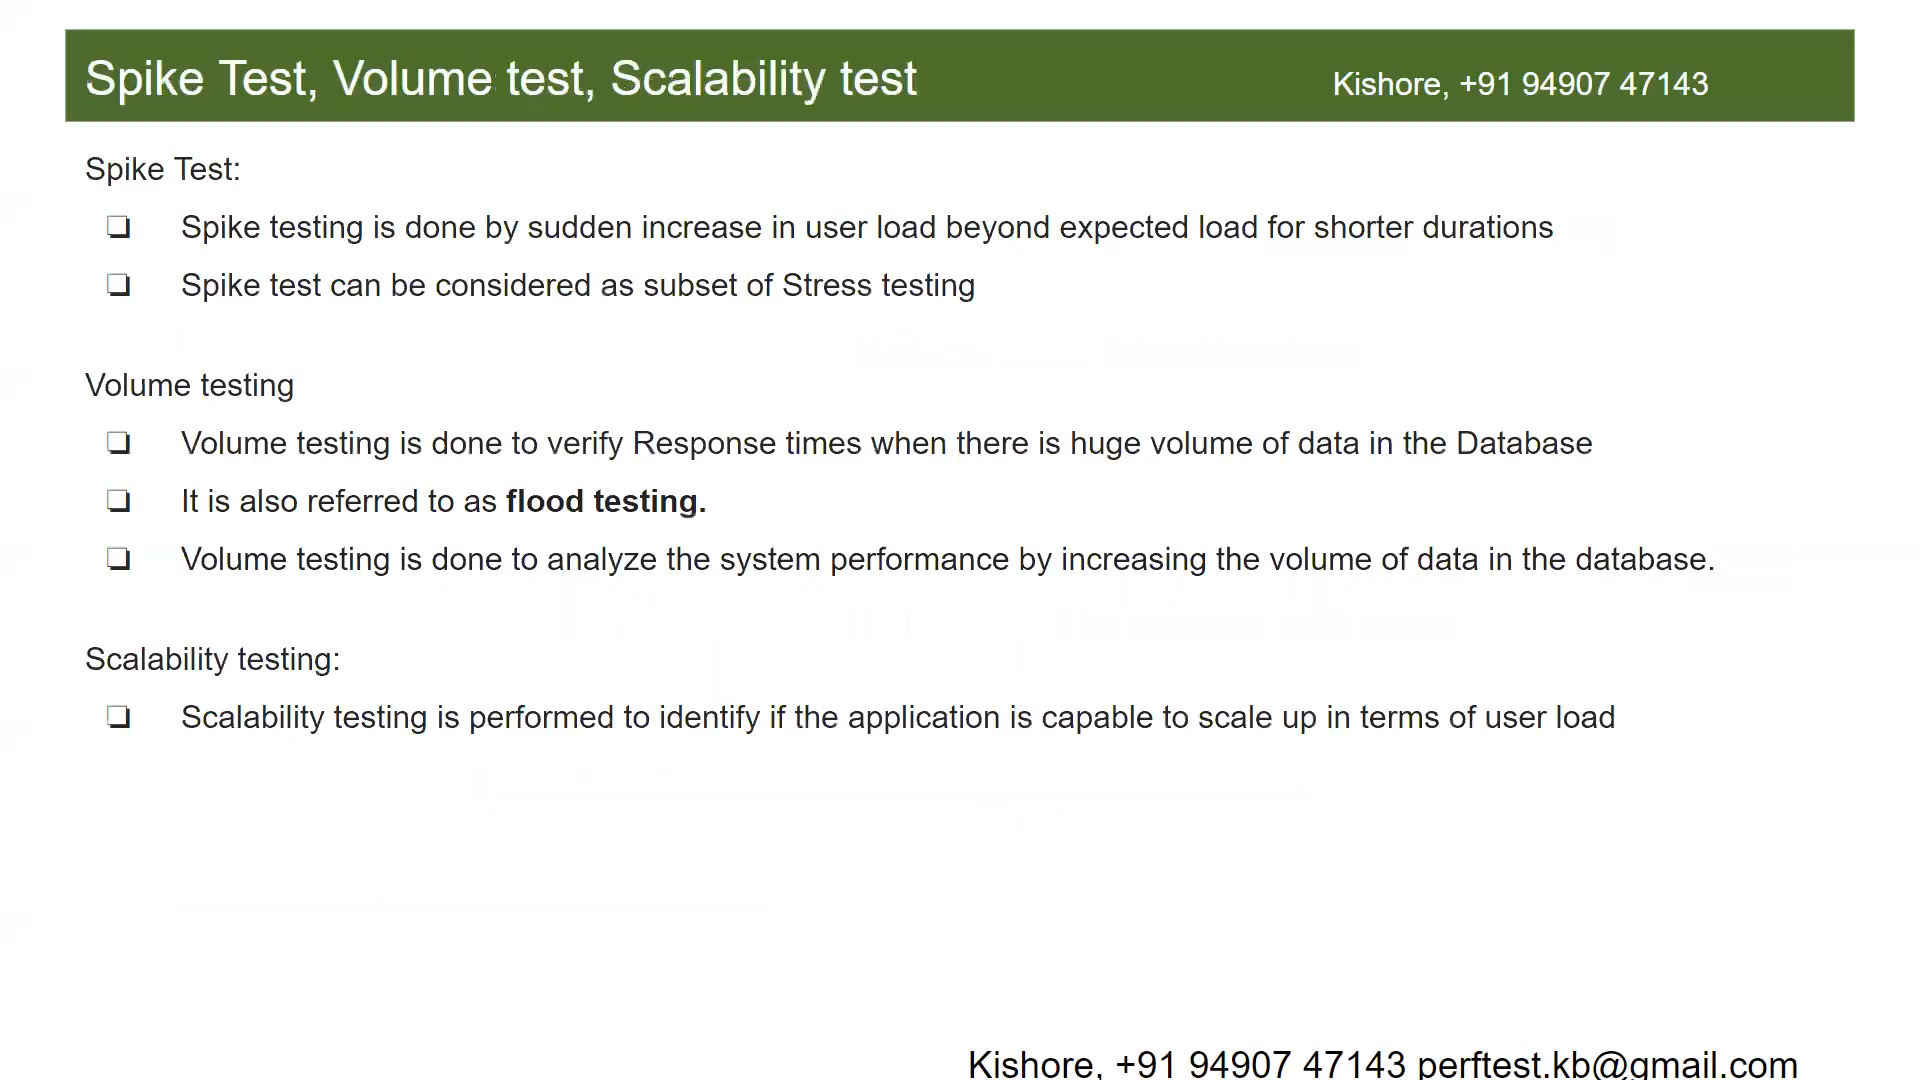 Spike Test, Volume test, Scalability test
Kishore, +91 94907 47143
Spike Test:
❏ Spike testing is done by sudden increase in user load beyond expected load for shorter durations
❏ Spike test can be considered as subset of Stress testing
Volume testing
❏ Volume testing is done to verify Response times when there is huge volume of data in the Database
❏ It is also referred to as flood testing.
❏ Volume testing is done to analyze the system performance by increasing the volume of data in the database.
Scalability testing:
❏ Scalability testing is performed to identify if the application is capable to scale up in terms of user load
Kishore, +91 94907 47143 perftest.kb@gmail.com